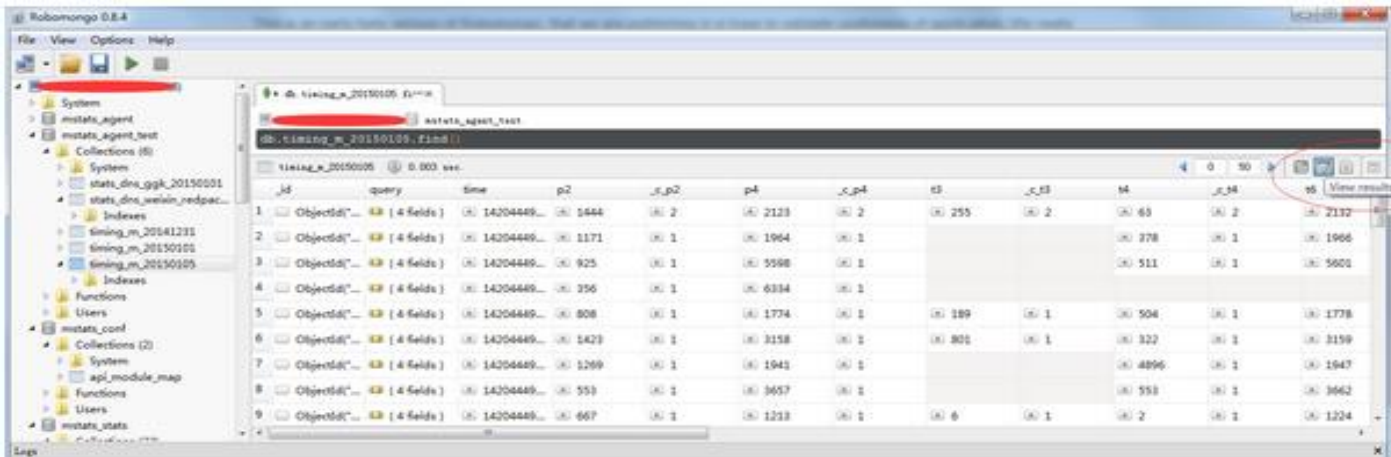 Robomongo 0.8.4
File View Options Help
System
mstats_agent
mstats_agent_test
Collections (6)
System
stats_dns_ggk_20150101
stats_dns_weixin_redpac...
Indexes
timing_m_20141231
timing_m_20150101
timing_m_20150105
Indexes
Functions
Users
mstats_conf
Collections (2)
System
api_module_map
Functions
Users
mstats_stats
db.timing_m_20150105.fi
mstats_agent_test
db.timing_m_20150105.find()
timing_m_20150105 0.003 sec. 0 50
View result
_id query time p2 _c_p2 p4 _c_p4 t3 _c_t3 t4 _c_t4 t6
1 ObjectId("... { 4 fields } 14204449... 1444 2 2123 2 255 2 63 2 2132
2 ObjectId("... { 4 fields } 14204449... 1171 1 1964 1 378 1 1966
3 ObjectId("... { 4 fields } 14204449... 925 1 5598 1 511 1 5601
4 ObjectId("... { 4 fields } 14204449... 356 1 6334 1
5 ObjectId("... { 4 fields } 14204449... 808 1 1774 1 189 1 504 1 1778
6 ObjectId("... { 4 fields } 14204449... 1423 1 3158 1 801 1 322 1 3159
7 ObjectId("... { 4 fields } 14204449... 1269 1 1941 1 4896 1947
8 ObjectId("... { 4 fields } 14204449... 553 1 3657 1 553 1 3662
9 ObjectId("... { 4 fields } 14204449... 667 1 1213 1 6 1 2 1 1224
Logs